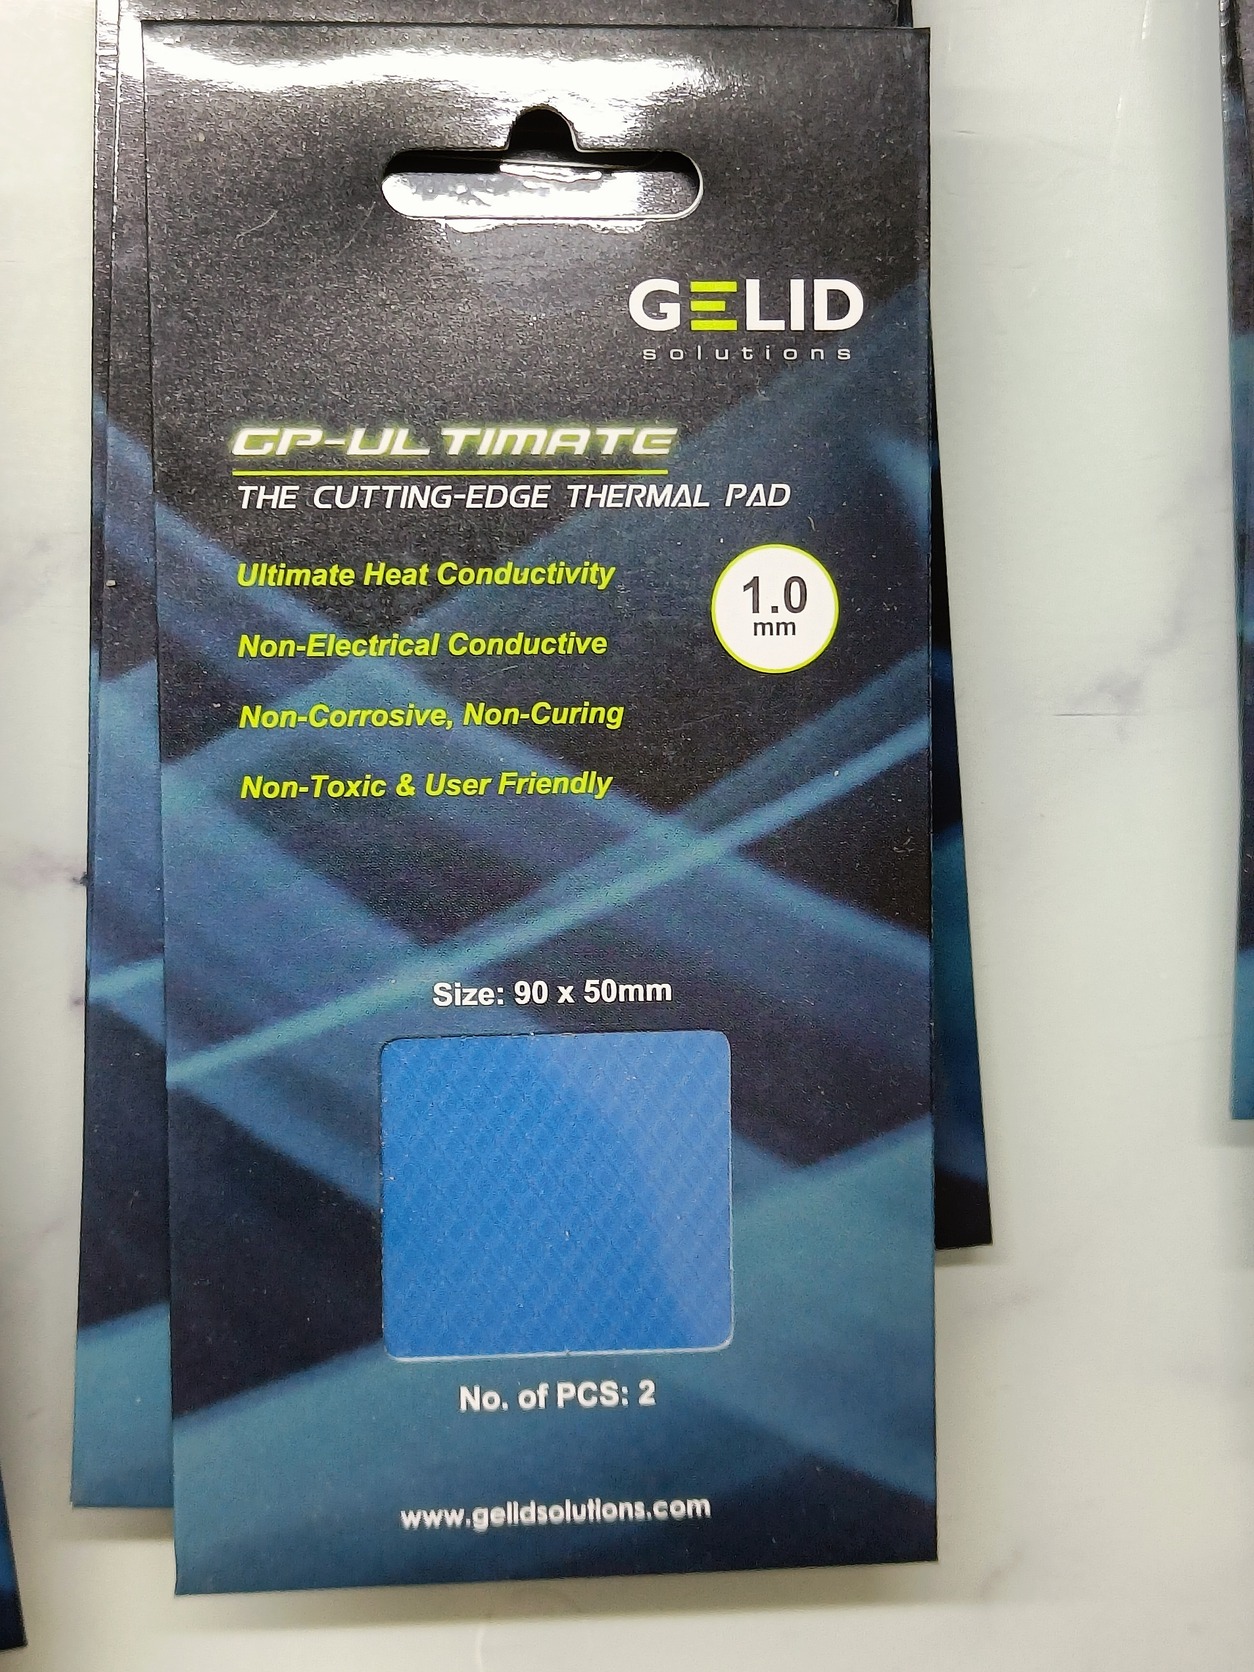 GELID
solutions
GP-ULTIMATE
THE CUTTING-EDGE THERMAL PAD
Ultimate Heat Conductivity
1.0
mm
Non-Electrical Conductive
Non-Corrosive, Non-Curing
Non-Toxic & User Friendly
Size: 90 x 50mm
No. of PCS: 2
www.gelidsolutions.com